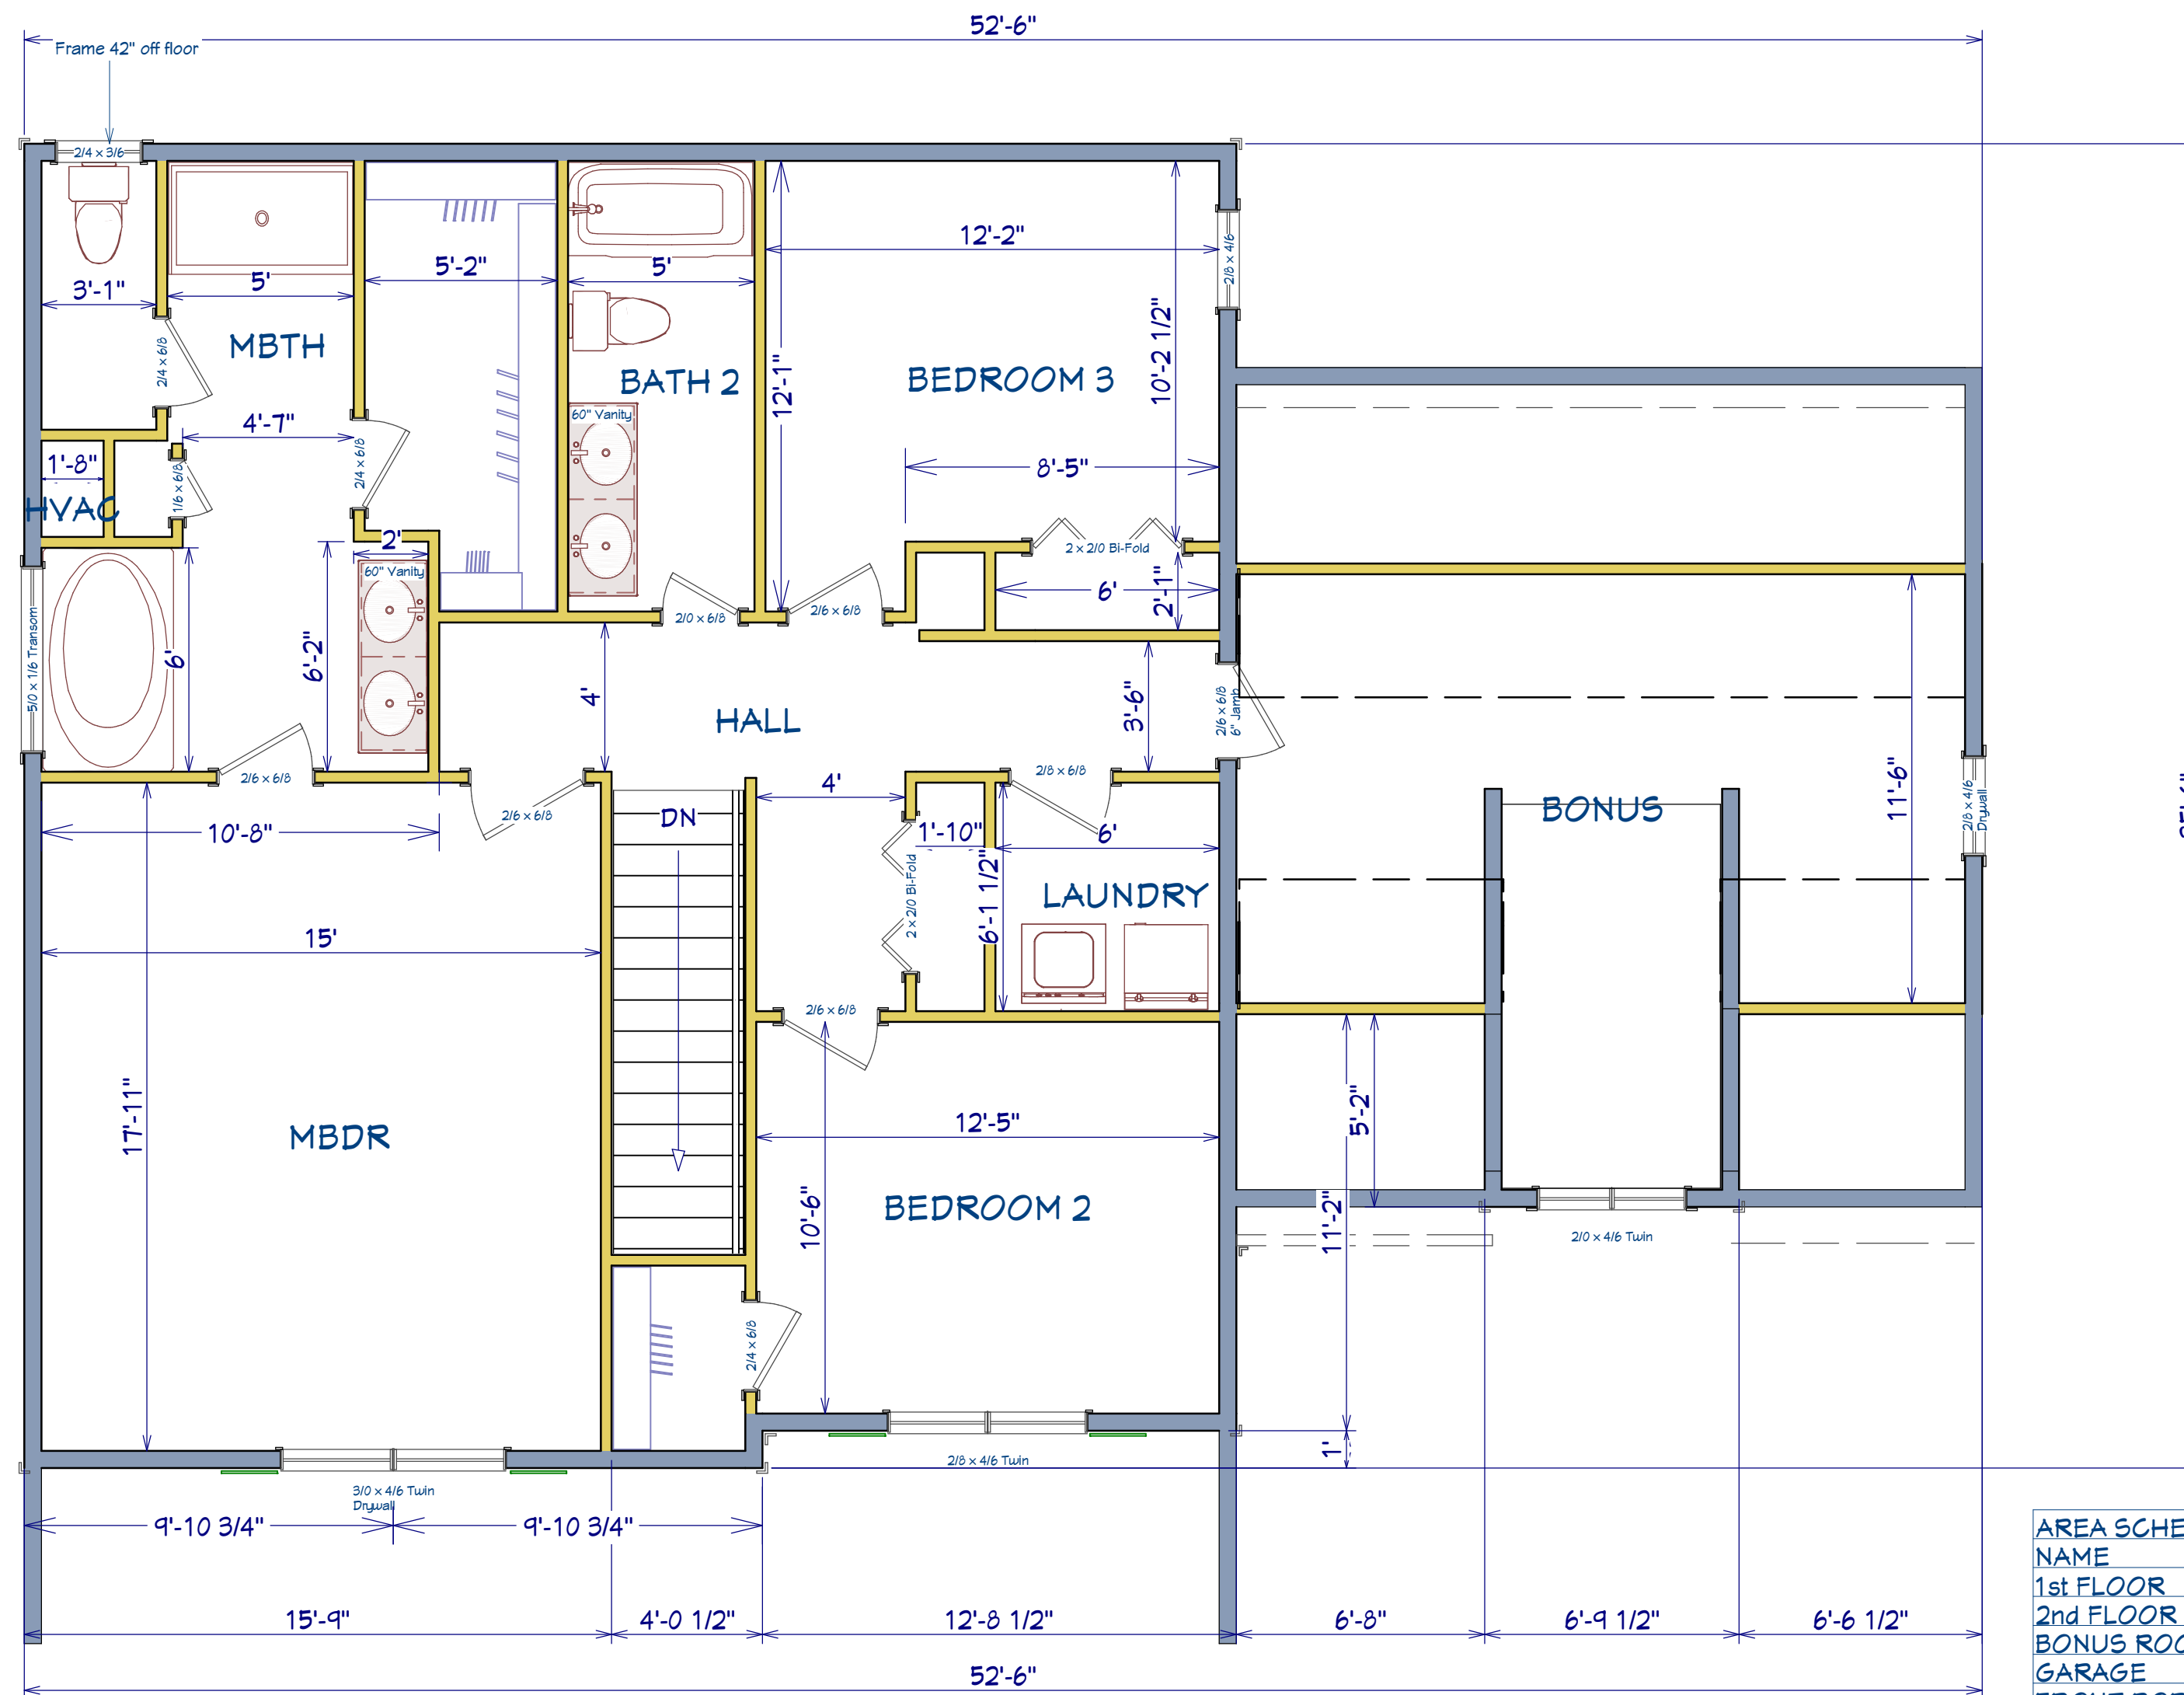 52'-6"
Frame 42" off floor
2/4 x 3/6
12'-2"
2/8 x 4/6
5'-2"
5'
5'
3'-1"
10'-2 1/2"
MBTH
2/4 x 6/8
BATH 2
12'-1"
BEDROOM 3
60" Vanity
4'-7"
2/4 x 6/8
1'-8"
8'-5"
1/6 x 6/8
HVAC
2'
2 x 2/0 Bi-Fold
60" Vanity
6'
2'-1"
2/0 x 6/8
2/6 x 6/8
5/0 x 1/6 Transom
6'
6'-2"
4'
HALL
3'-6"
2/6 x 6/8
6" Jamb
2/6 x 6/8
2/8 x 6/8
4'
2/6 x 6/8
DN
10'-8"
1'-10"
6'
BONUS
11'-6"
2/8 x 4/6
Drywall
2 x 2/0 Bi-Fold
6'-1 1/2"
LAUNDRY
15'
2/6 x 6/8
17'-11"
MBDR
12'-5"
5'-2"
10'-6"
BEDROOM 2
11'-2"
2/0 x 4/6 Twin
2/4 x 6/8
1'
2/8 x 4/6 Twin
3/0 x 4/6 Twin
Drywall
9'-10 3/4"
9'-10 3/4"
AREA SCHE
NAME
1st FLOOR
2nd FLOOR
BONUS ROO
GARAGE
15'-9"
4'-0 1/2"
12'-8 1/2"
6'-8"
6'-9 1/2"
6'-6 1/2"
52'-6"